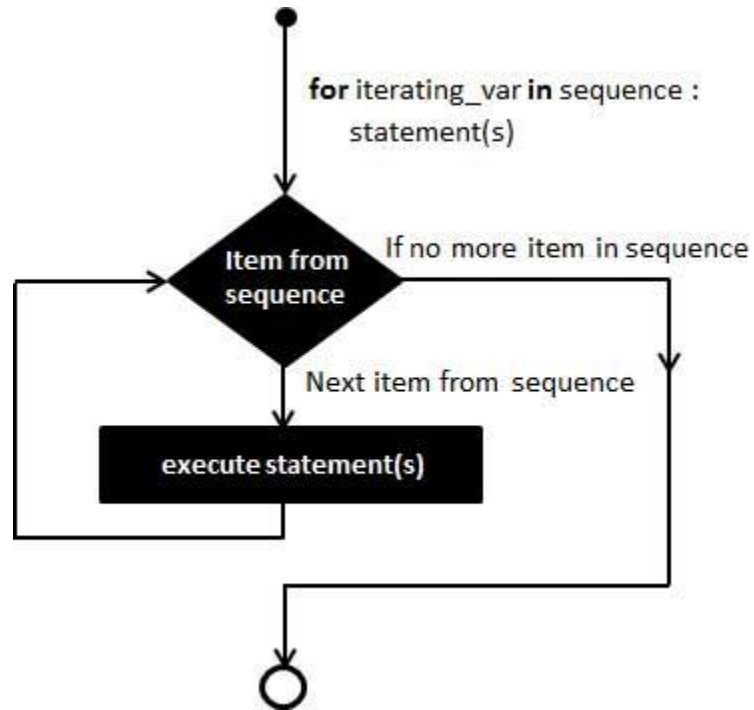 for iterating_var in sequence :
statement(s)
If no more item in sequence
Item from
sequence
Next item from sequence
execute statement(s)